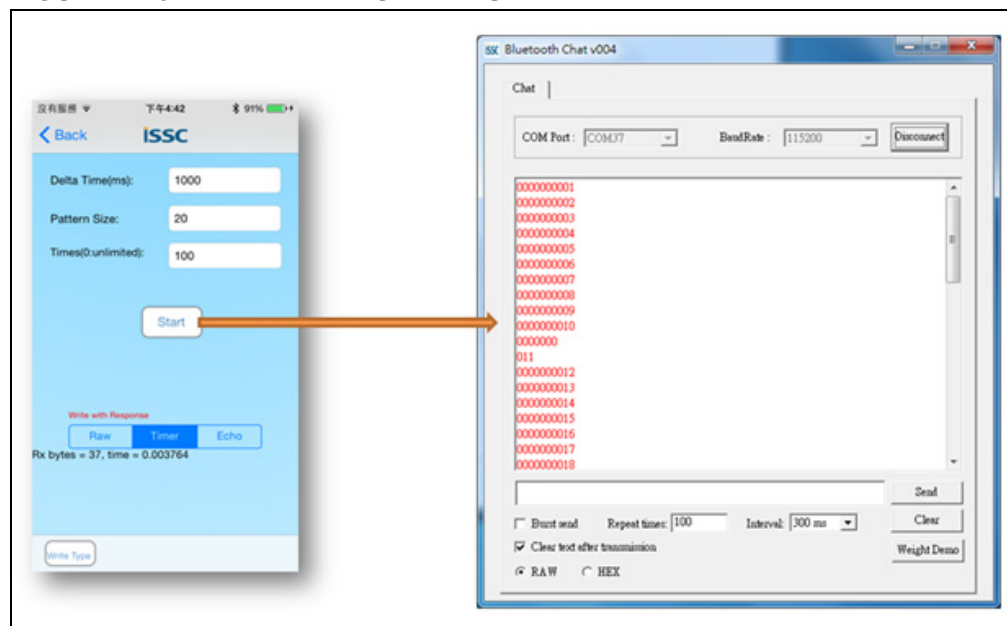 没有服務 下午4:42 91%
Back ISSC
Delta Time(ms): 1000
Pattern Size: 20
Times(0:unlimited): 100
Start
Write with Response
Raw Timer Echo
Rx bytes = 37, time = 0.003764
Write Type
Bluetooth Chat v004
Chat
COM Port : COM37 BaudRate : 115200 Disconnect
0000000001
0000000002
0000000003
0000000004
0000000005
0000000006
0000000007
0000000008
0000000009
0000000010
0000000
011
0000000012
0000000013
0000000014
0000000015
0000000016
0000000017
0000000018
Send
Burst send Repeat times: 100 Interval: 300 ms Clear
Clear text after transmission Weight Demo
RAW HEX